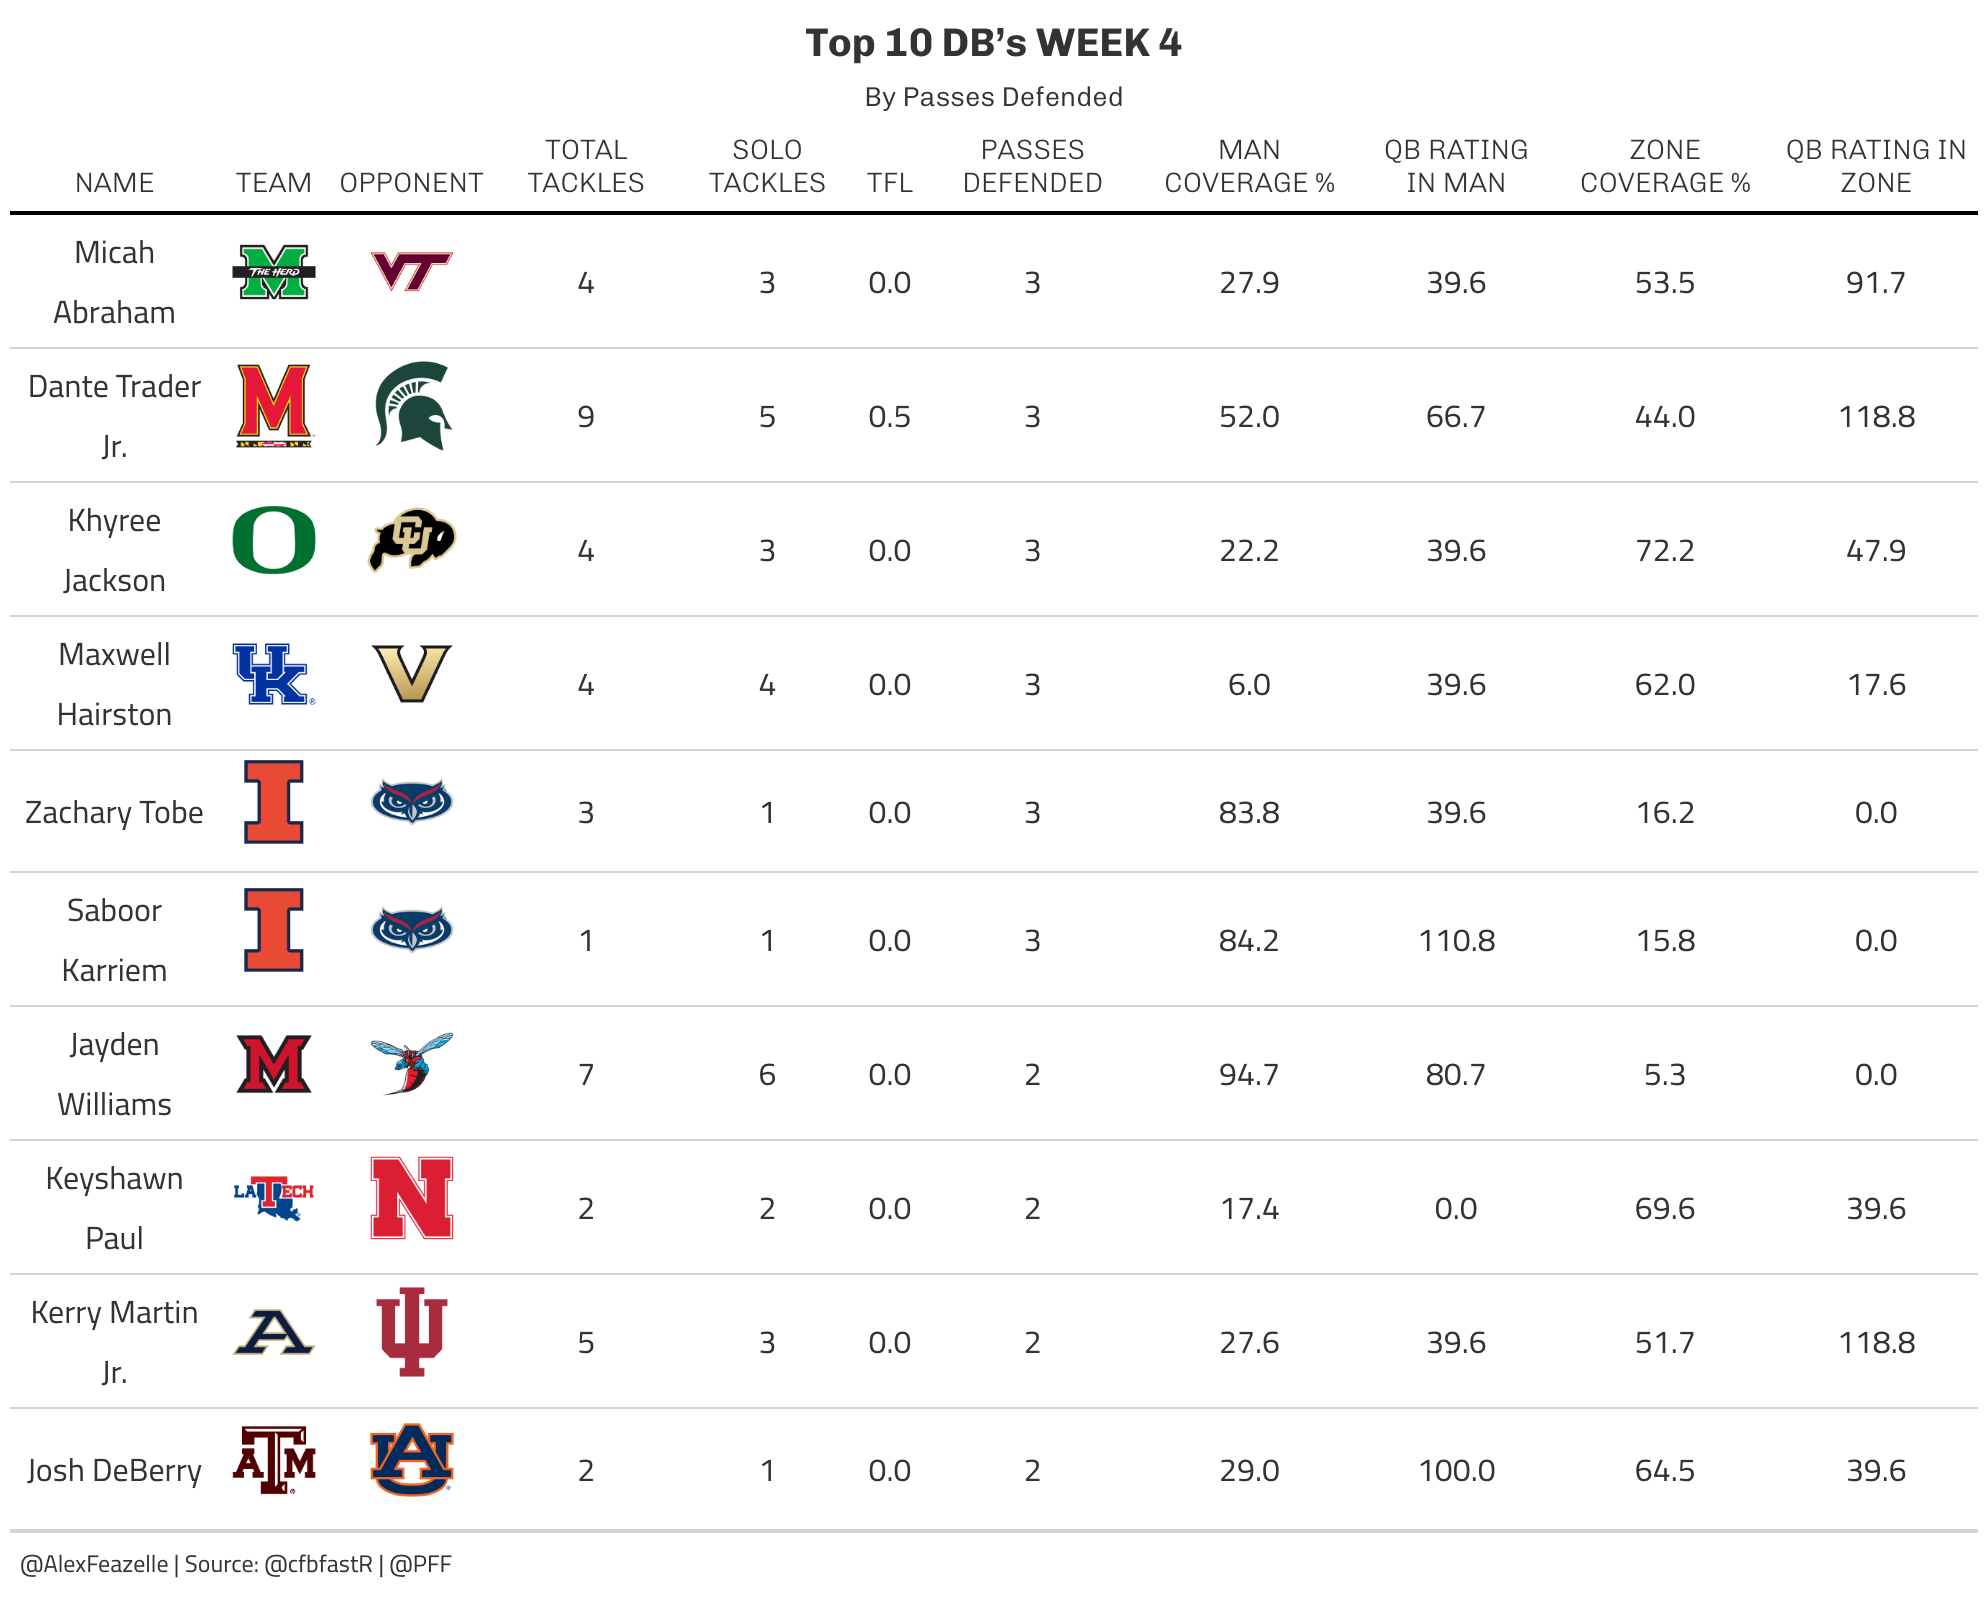 Top 10 DB’s WEEK 4
By Passes Defended
NAME TEAM OPPONENT TOTAL TACKLES SOLO TACKLES TFL PASSES DEFENDED MAN COVERAGE % QB RATING IN MAN ZONE COVERAGE % QB RATING IN ZONE
Micah Abraham THE HERD VT 4 3 0.0 3 27.9 39.6 53.5 91.7
Dante Trader Jr. M 9 5 0.5 3 52.0 66.7 44.0 118.8
Khyree Jackson O CU 4 3 0.0 3 22.2 39.6 72.2 47.9
Maxwell Hairston UK V 4 4 0.0 3 6.0 39.6 62.0 17.6
Zachary Tobe I 3 1 0.0 3 83.8 39.6 16.2 0.0
Saboor Karriem I 1 1 0.0 3 84.2 110.8 15.8 0.0
Jayden Williams M 7 6 0.0 2 94.7 80.7 5.3 0.0
Keyshawn Paul LA TECH N 2 2 0.0 2 17.4 0.0 69.6 39.6
Kerry Martin Jr. A IU 5 3 0.0 2 27.6 39.6 51.7 118.8
Josh DeBerry ATM AU 2 1 0.0 2 29.0 100.0 64.5 39.6
@AlexFeazelle | Source: @cfbfastR | @PFF